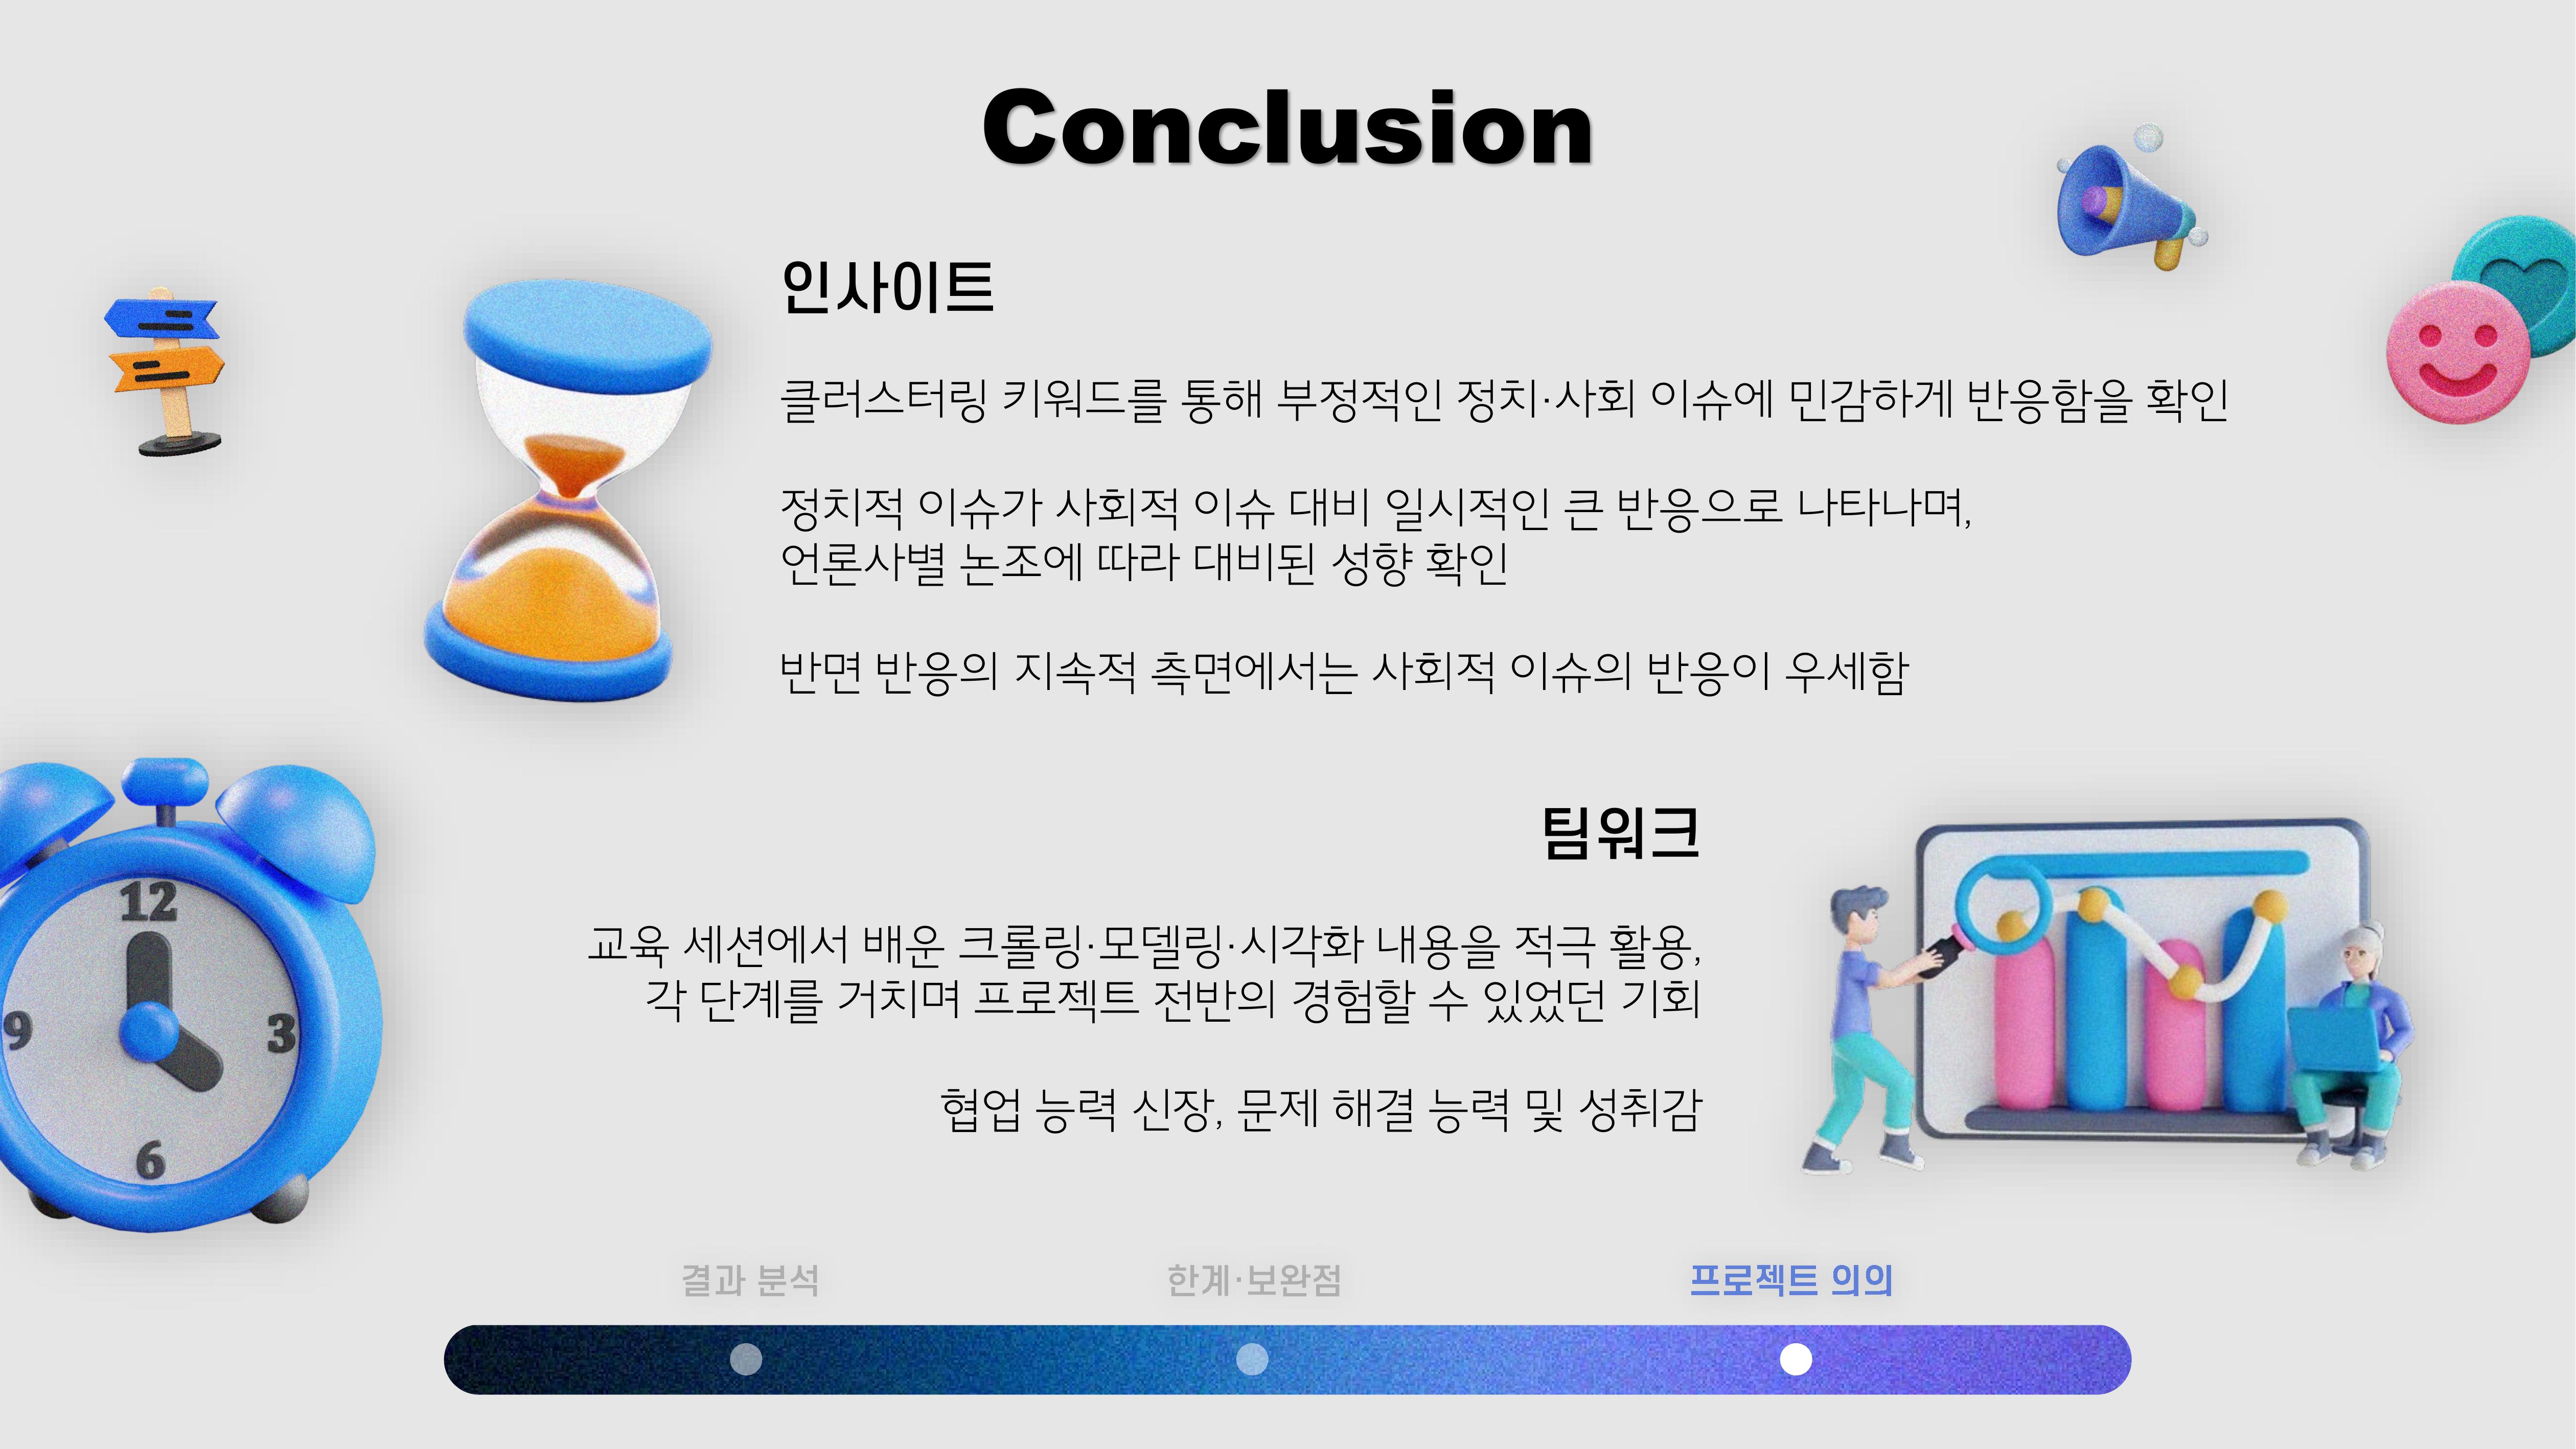 Conclusion
인사이트
클러스터링 키워드를 통해 부정적인 정치·사회 이슈에 민감하게 반응함을 확인
정치적 이슈가 사회적 이슈 대비 일시적인 큰 반응으로 나타나며,
언론사별 논조에 따라 대비된 성향 확인
반면 반응의 지속적 측면에서는 사회적 이슈의 반응이 우세함
팀워크
교육 세션에서 배운 크롤링·모델링·시각화 내용을 적극 활용,
각 단계를 거치며 프로젝트 전반의 경험할 수 있었던 기회
협업 능력 신장, 문제 해결 능력 및 성취감
12
9
3
6
결과 분석
한계·보완점
프로젝트 의의